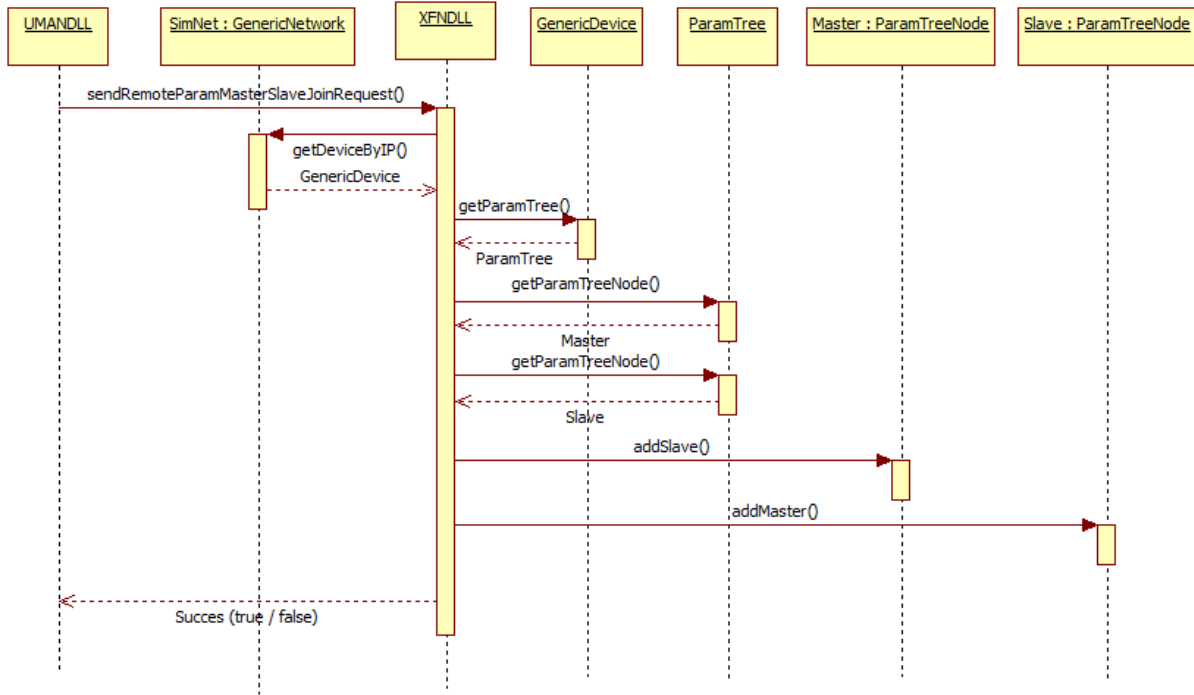 UMANDLL
SimNet : GenericNetwork
XFNDLL
GenericDevice
ParamTree
Master : ParamTreeNode
Slave : ParamTreeNode
sendRemoteParamMasterSlaveJoinRequest()
getDeviceByIP()
GenericDevice
getParamTree()
ParamTree
getParamTreeNode()
Master
getParamTreeNode()
Slave
addSlave()
addMaster()
Succes (true / false)